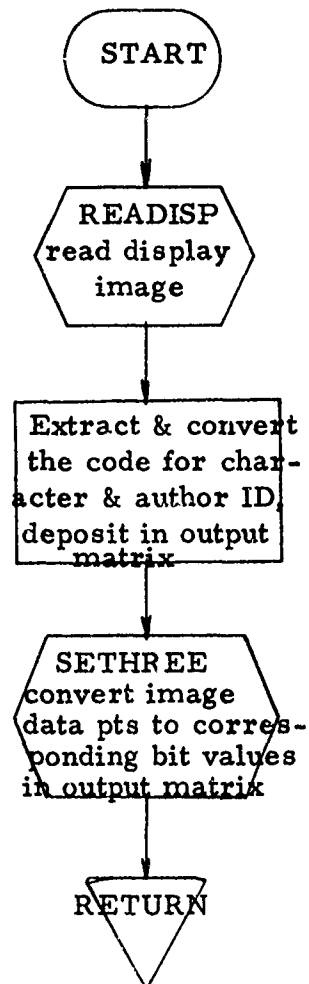 START
READISP
read display
image
Extract & convert
the code for char-
acter & author ID,
deposit in output
matrix
SETHREE
convert image
data pts to corres-
ponding bit values
in output matrix
RETURN